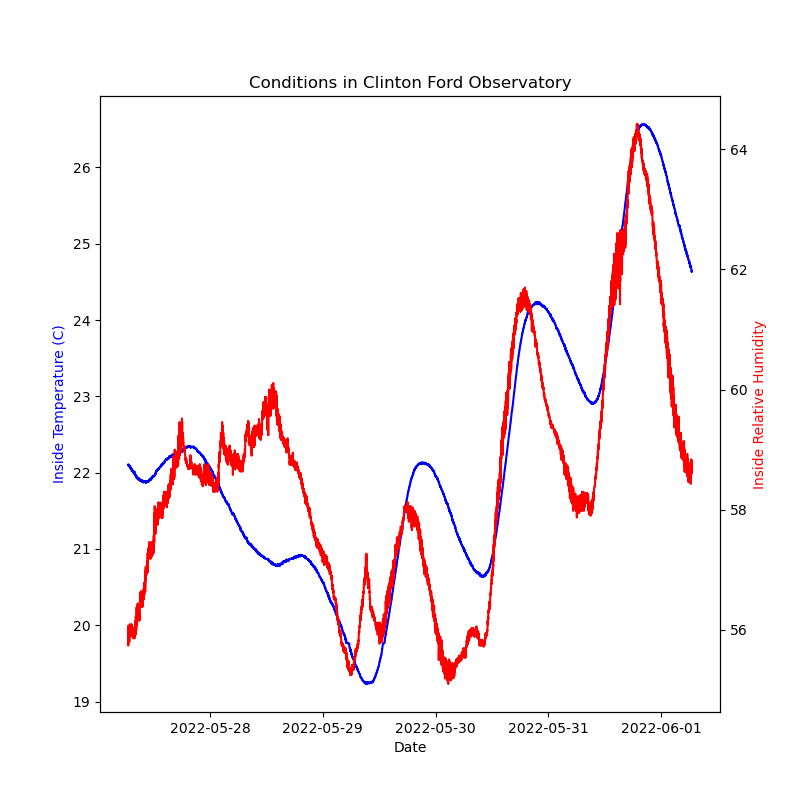 Conditions in Clinton Ford Observatory
26
25
24
23
22
21
20
19
Inside Temperature (C)
64
62
60
58
56
Inside Relative Humidity
2022-05-28 2022-05-29 2022-05-30 2022-05-31 2022-06-01
Date